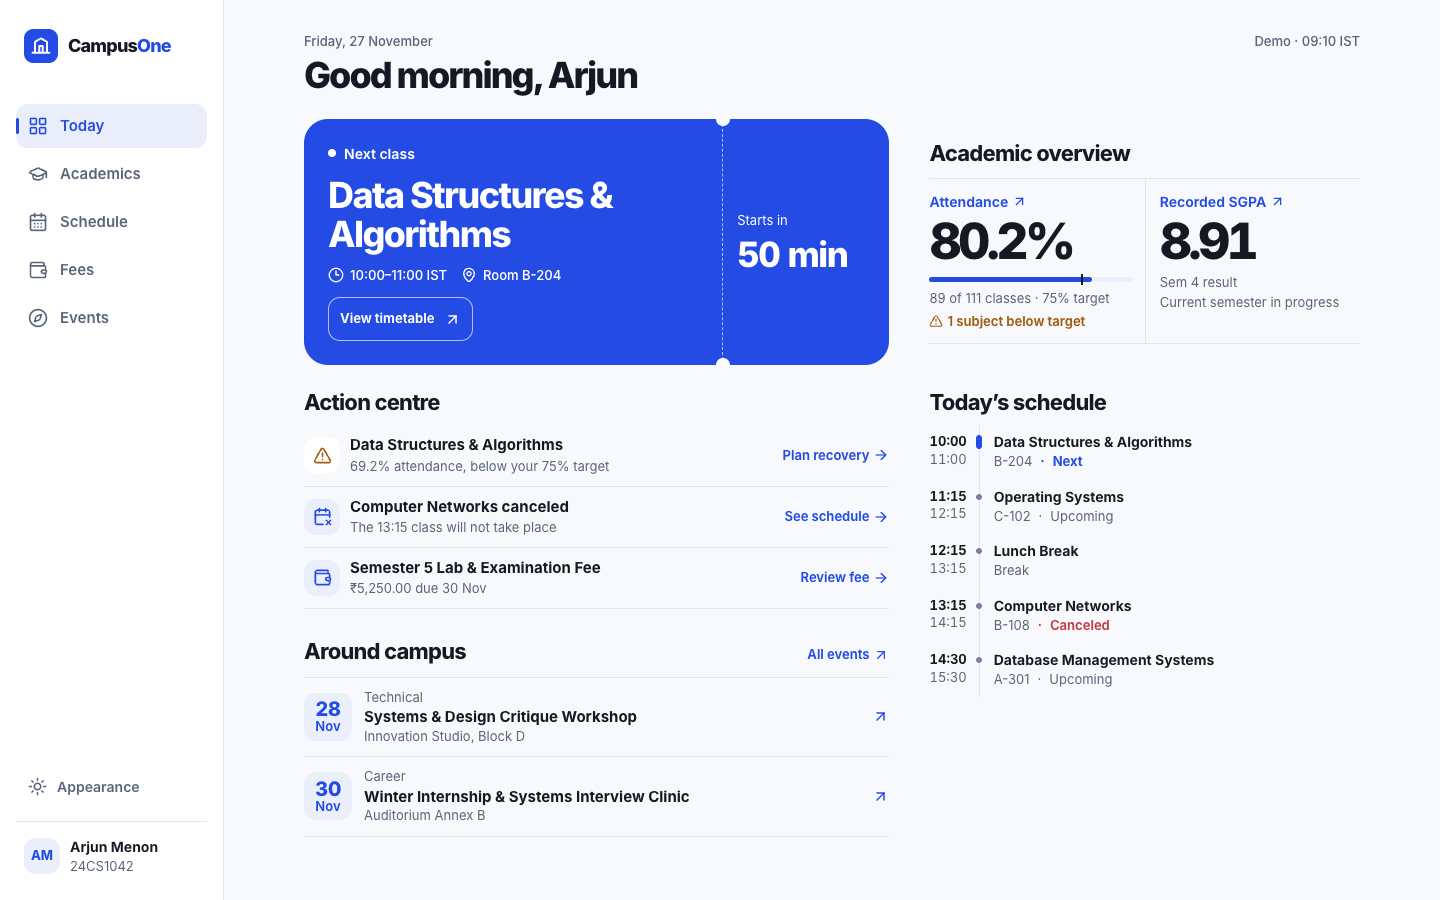 CampusOne
Today
Academics
Schedule
Fees
Events
Appearance
AM
Arjun Menon
24CS1042
Friday, 27 November
Demo · 09:10 IST
Good morning, Arjun
Next class
Data Structures &
Algorithms
10:00–11:00 IST
Room B-204
View timetable
Starts in
50 min
Academic overview
Attendance
80.2%
89 of 111 classes · 75% target
1 subject below target
Recorded SGPA
8.91
Sem 4 result
Current semester in progress
Action centre
Data Structures & Algorithms
69.2% attendance, below your 75% target
Plan recovery
Computer Networks canceled
The 13:15 class will not take place
See schedule
Semester 5 Lab & Examination Fee
₹5,250.00 due 30 Nov
Review fee
Around campus
All events
28
Nov
Technical
Systems & Design Critique Workshop
Innovation Studio, Block D
30
Nov
Career
Winter Internship & Systems Interview Clinic
Auditorium Annex B
Today’s schedule
10:00
11:00
Data Structures & Algorithms
B-204 · Next
11:15
12:15
Operating Systems
C-102 · Upcoming
12:15
13:15
Lunch Break
Break
13:15
14:15
Computer Networks
B-108 · Canceled
14:30
15:30
Database Management Systems
A-301 · Upcoming